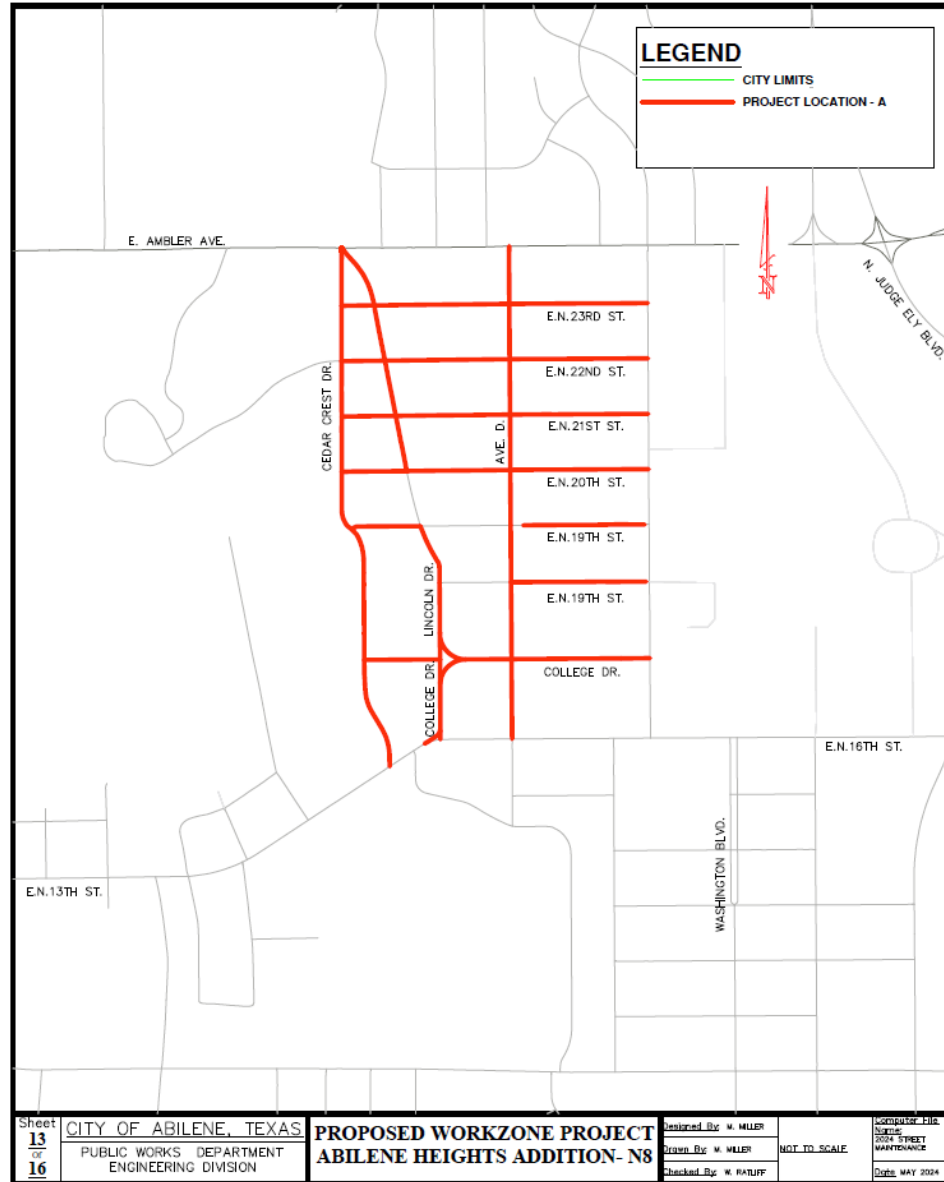 LEGEND
CITY LIMITS
PROJECT LOCATION - A
E. AMBLER AVE.
N. JUDGE ELY BLVD.
E.N.23RD ST.
E.N.22ND ST.
CEDAR CREST DR.
AVE. D.
E.N.21ST ST.
E.N.20TH ST.
E.N.19TH ST.
LINCOLN DR.
E.N.19TH ST.
COLLEGE DR.
COLLEGE DR.
E.N.16TH ST.
WASHINGTON BLVD.
E.N.13TH ST.
Sheet
13
or
16
CITY OF ABILENE, TEXAS
PUBLIC WORKS DEPARTMENT
ENGINEERING DIVISION
PROPOSED WORKZONE PROJECT
ABILENE HEIGHTS ADDITION- N8
Designed By: M. MILLER
Drawn By: M. MILLER
Checked By: W. RATLIFF
NOT TO SCALE
Computer File
Name:
2024 STREET
MAINTENANCE
Date: MAY 2024